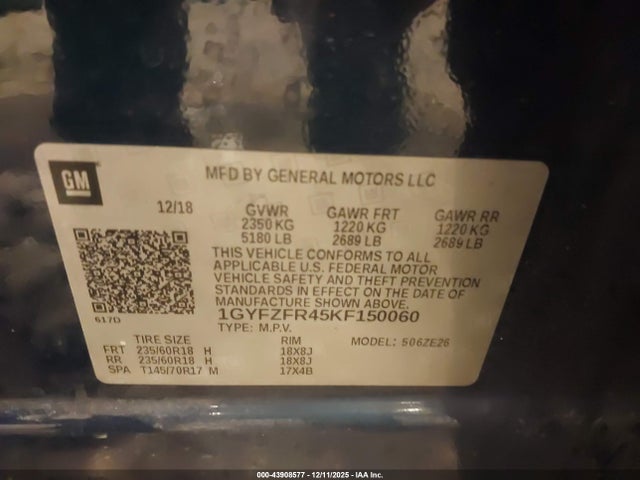 GM
MFD BY GENERAL MOTORS LLC
12/18
GVWR GAWR FRT GAWR RR
2350 KG 1220 KG 1220 KG
5180 LB 2689 LB 2689 LB
THIS VEHICLE CONFORMS TO ALL
APPLICABLE U.S. FEDERAL MOTOR
VEHICLE SAFETY AND THEFT PREVENTION
STANDARDS IN EFFECT ON THE DATE OF
MANUFACTURE SHOWN ABOVE.
617D
1GYFZFR45KF150060
TYPE: M.P.V.
TIRE SIZE RIM MODEL: 506ZE26
FRT 235/60R18 H 18X8J
RR 235/60R18 H 18X8J
SPA T145/70R17 M 17X4B
000-43908577 - 12/11/2025 - IAA Inc.